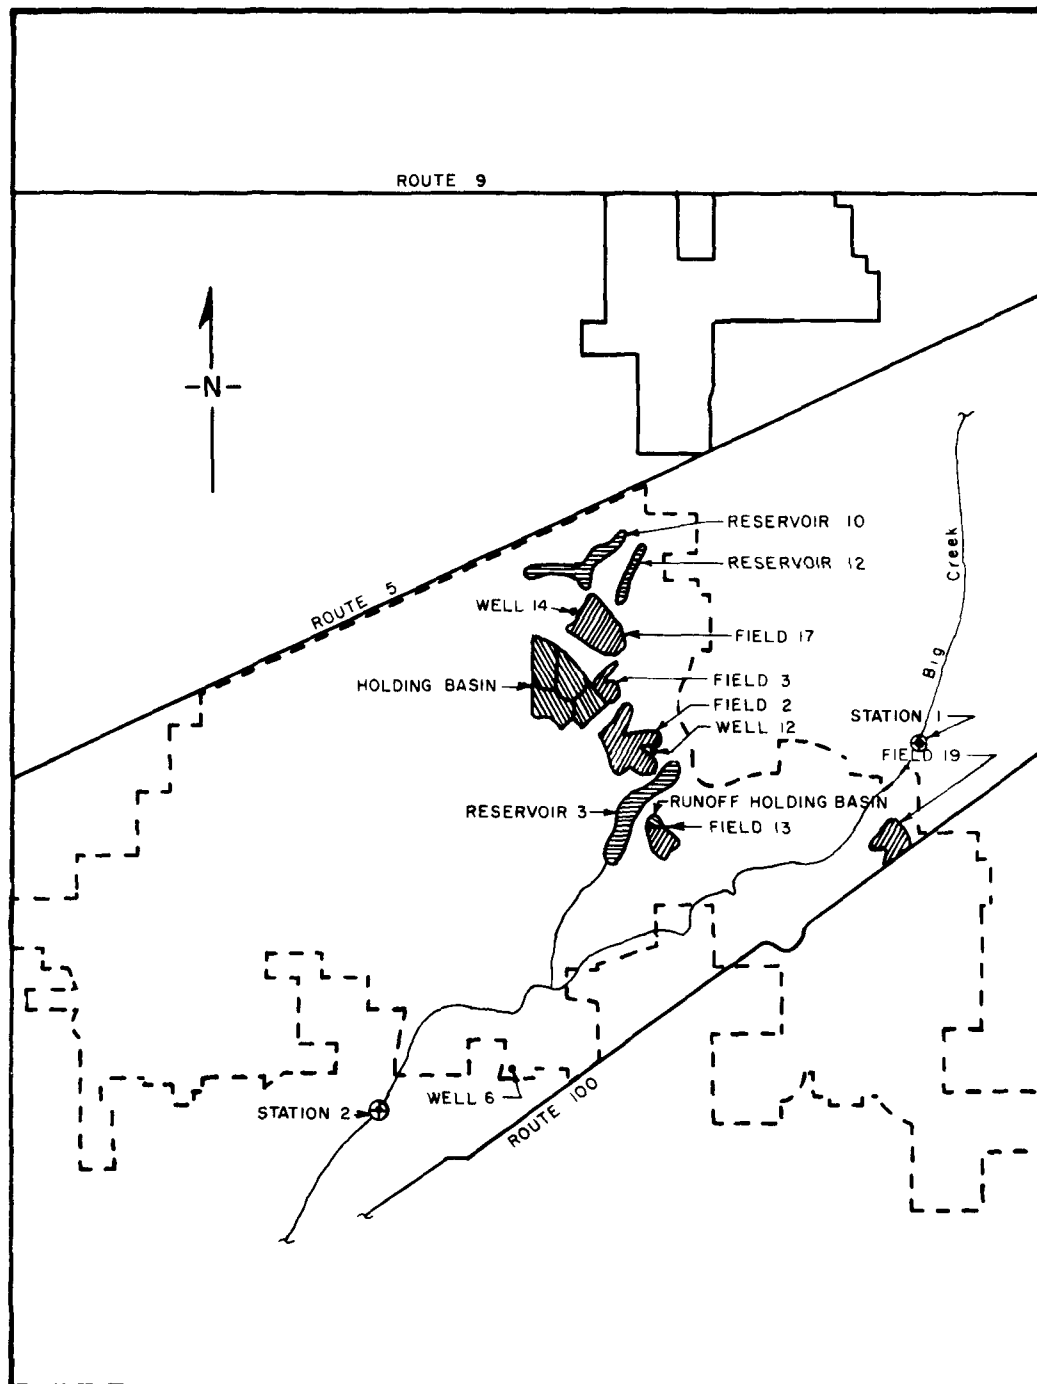 ROUTE 9
-N-
RESERVOIR 10
Creek
RESERVOIR 12
ROUTE 5
WELL 14
FIELD 17
Big
HOLDING BASIN
FIELD 3
FIELD 2
STATION 1
WELL 12
FIELD 19
RUNOFF HOLDING BASIN
RESERVOIR 3
FIELD 13
WELL 6
STATION 2
ROUTE 100